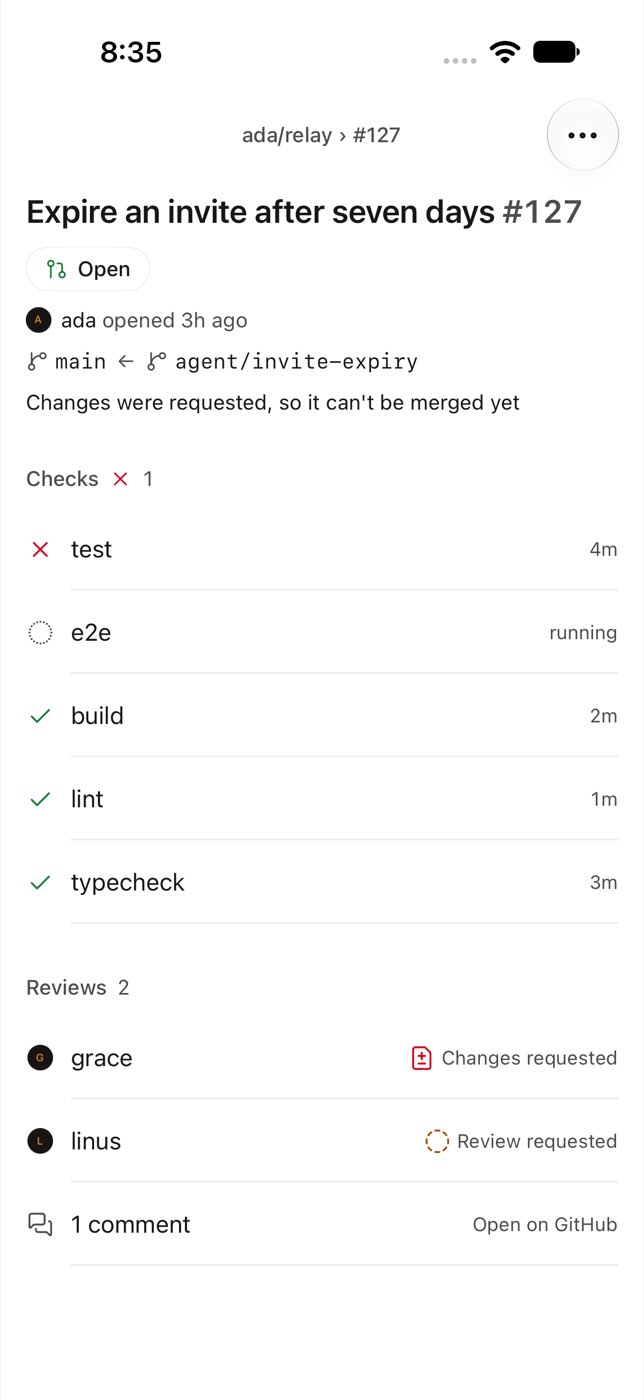 8:35
ada/relay › #127
Expire an invite after seven days #127
Open
A ada opened 3h ago
main ← agent/invite-expiry
Changes were requested, so it can't be merged yet
Checks 1
test 4m
e2e running
build 2m
lint 1m
typecheck 3m
Reviews 2
G grace Changes requested
L linus Review requested
1 comment Open on GitHub